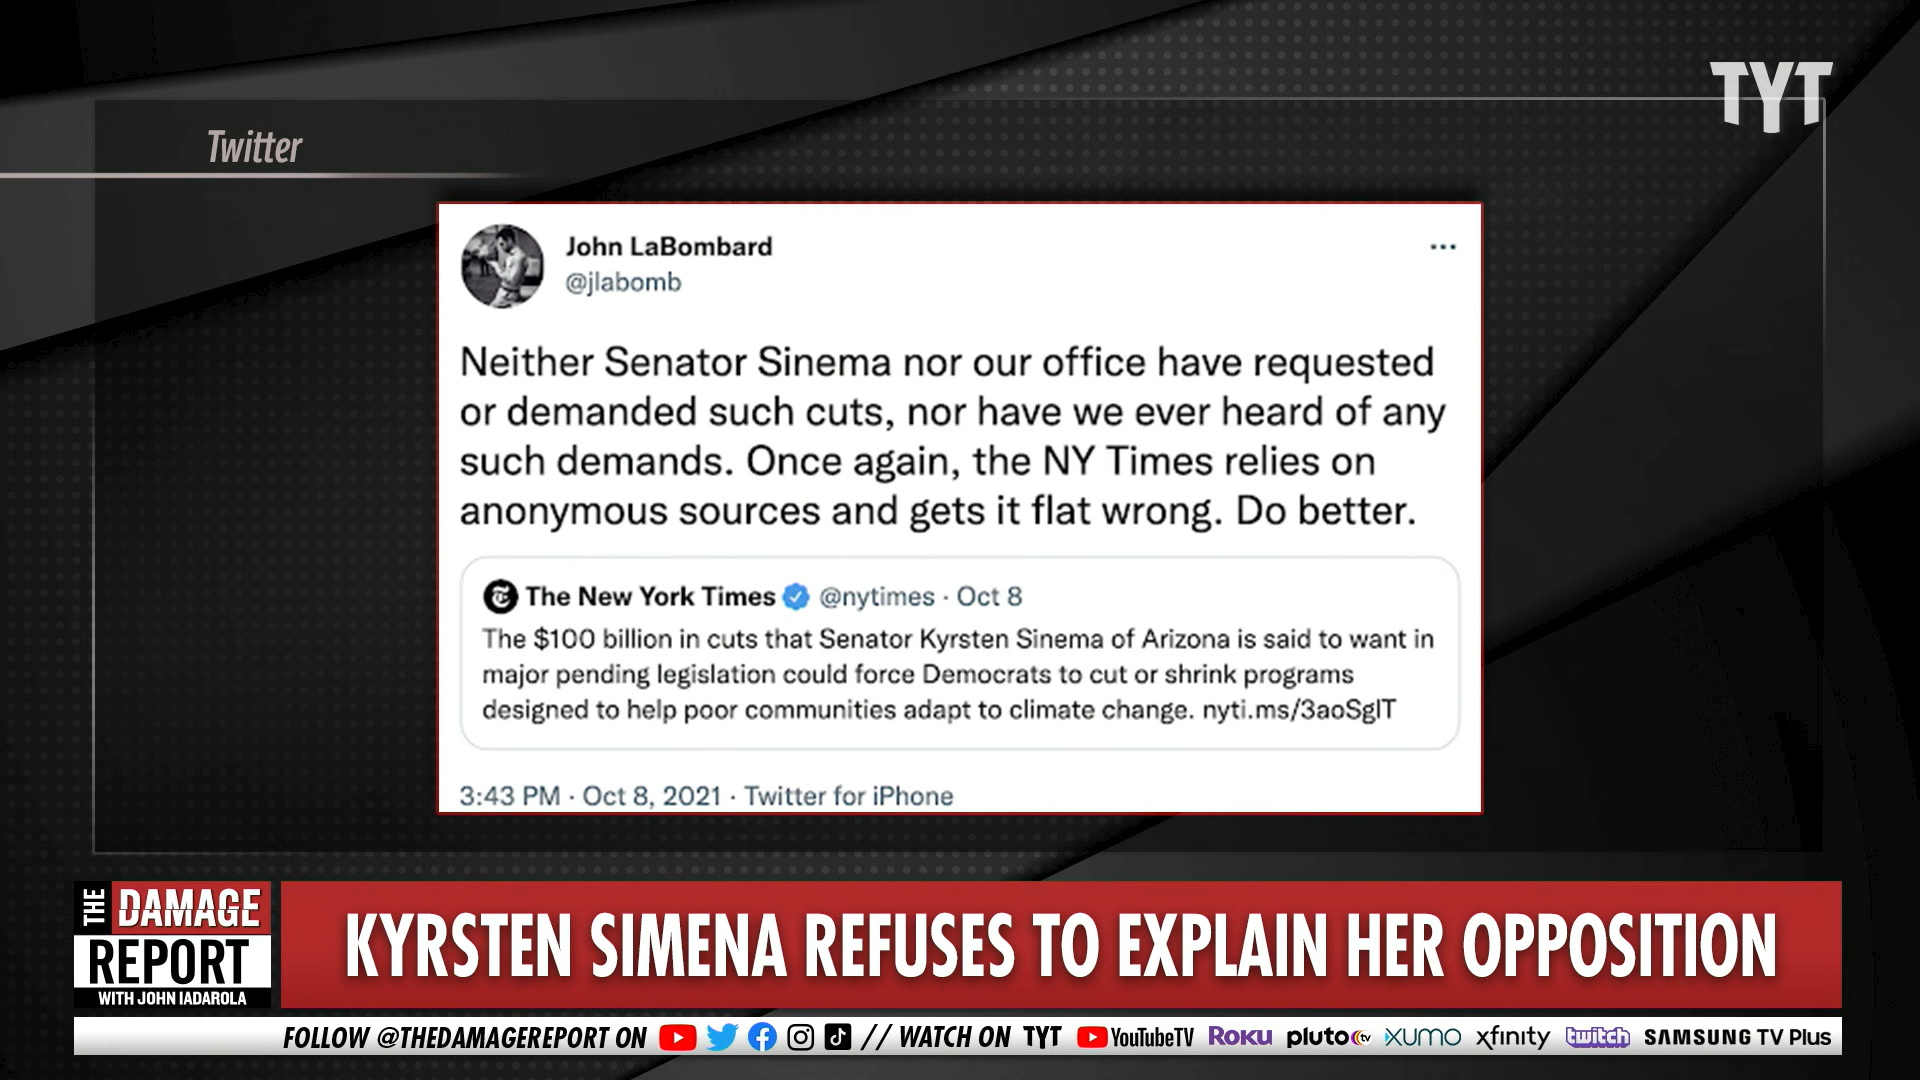 TYT
Twitter
John LaBombard
@jlabomb
Neither Senator Sinema nor our office have requested
or demanded such cuts, nor have we ever heard of any
such demands. Once again, the NY Times relies on
anonymous sources and gets it flat wrong. Do better.
The New York Times @nytimes · Oct 8
The $100 billion in cuts that Senator Kyrsten Sinema of Arizona is said to want in
major pending legislation could force Democrats to cut or shrink programs
designed to help poor communities adapt to climate change. nyti.ms/3aoSglT
3:43 PM · Oct 8, 2021 · Twitter for iPhone
THE DAMAGE
REPORT
WITH JOHN IADAROLA
KYRSTEN SIMENA REFUSES TO EXPLAIN HER OPPOSITION
FOLLOW @THEDAMAGEREPORT ON // WATCH ON TYT YouTubeTV ROKU pluto tv XUMO xfinity twitch SAMSUNG TV Plus